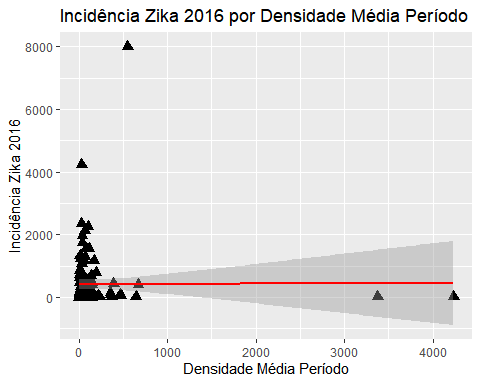 Incidência Zika 2016 por Densidade Média Período
Incidência Zika 2016
8000
6000
4000
2000
0
0 1000 2000 3000 4000
Densidade Média Período